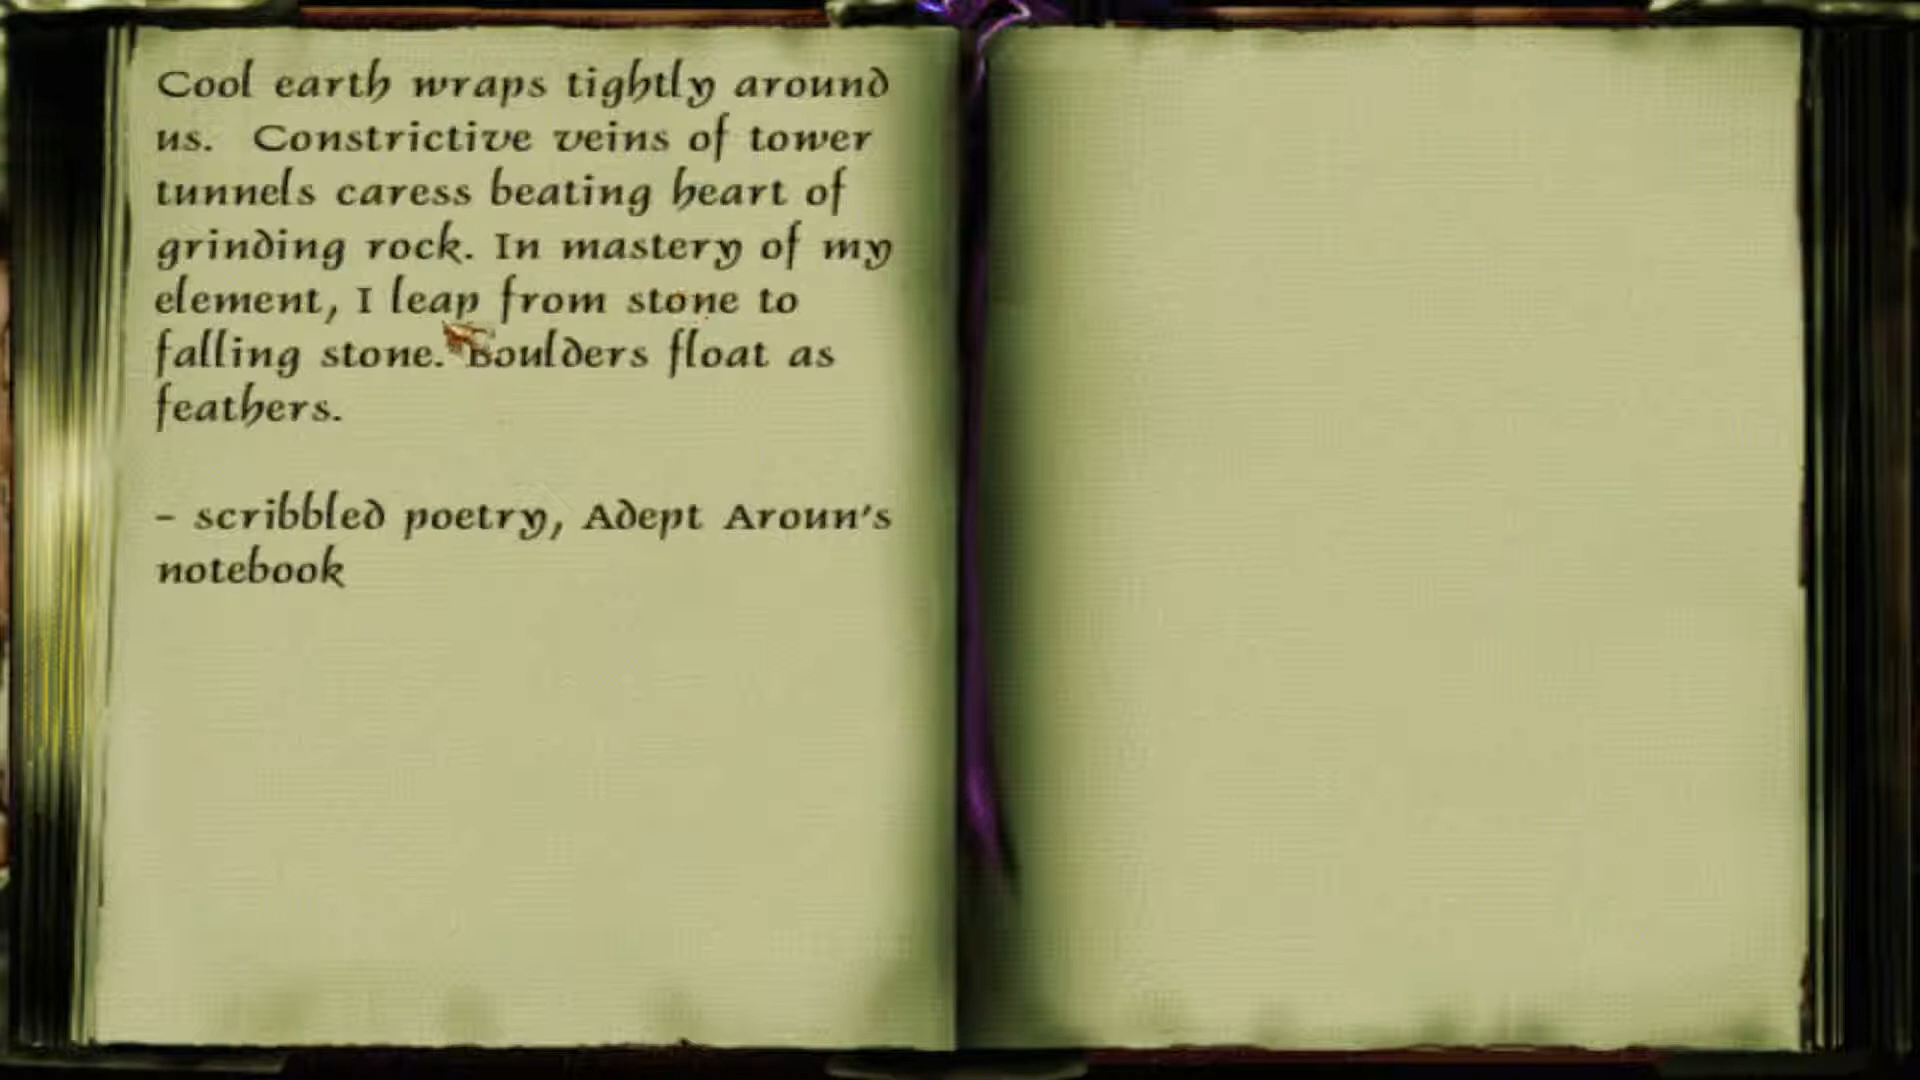 Cool earth wraps tightly around
us.  Constrictive veins of tower
tunnels caress beating heart of
grinding rock. In mastery of my
element, I leap from stone to
falling stone. Boulders float as
feathers.
- scribbled poetry, Adept Aroun's
notebook